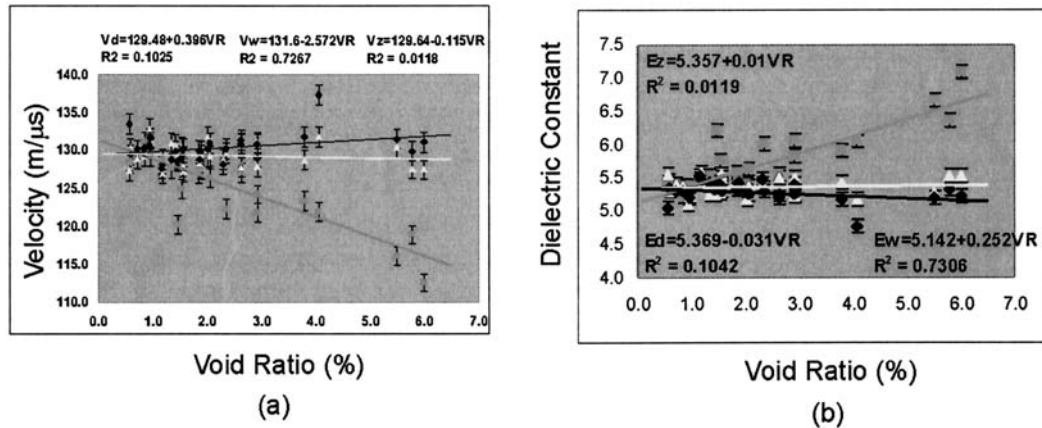 Vd=129.48+0.396VR Vw=131.6-2.572VR Vz=129.64-0.115VR
R2 = 0.1025 R2 = 0.7267 R2 = 0.0118
140.0
135.0
130.0
125.0
120.0
115.0
110.0
Velocity (m/μs)
0.0 1.0 2.0 3.0 4.0 5.0 6.0 7.0
Void Ratio (%)
(a)
7.5
7.0
6.5
6.0
5.5
5.0
4.5
4.0
Dielectric Constant
Ez=5.357+0.01VR
R² = 0.0119
Ed=5.369-0.031VR Ew=5.142+0.252VR
R² = 0.1042 R² = 0.7306
0.0 1.0 2.0 3.0 4.0 5.0 6.0 7.0
Void Ratio (%)
(b)